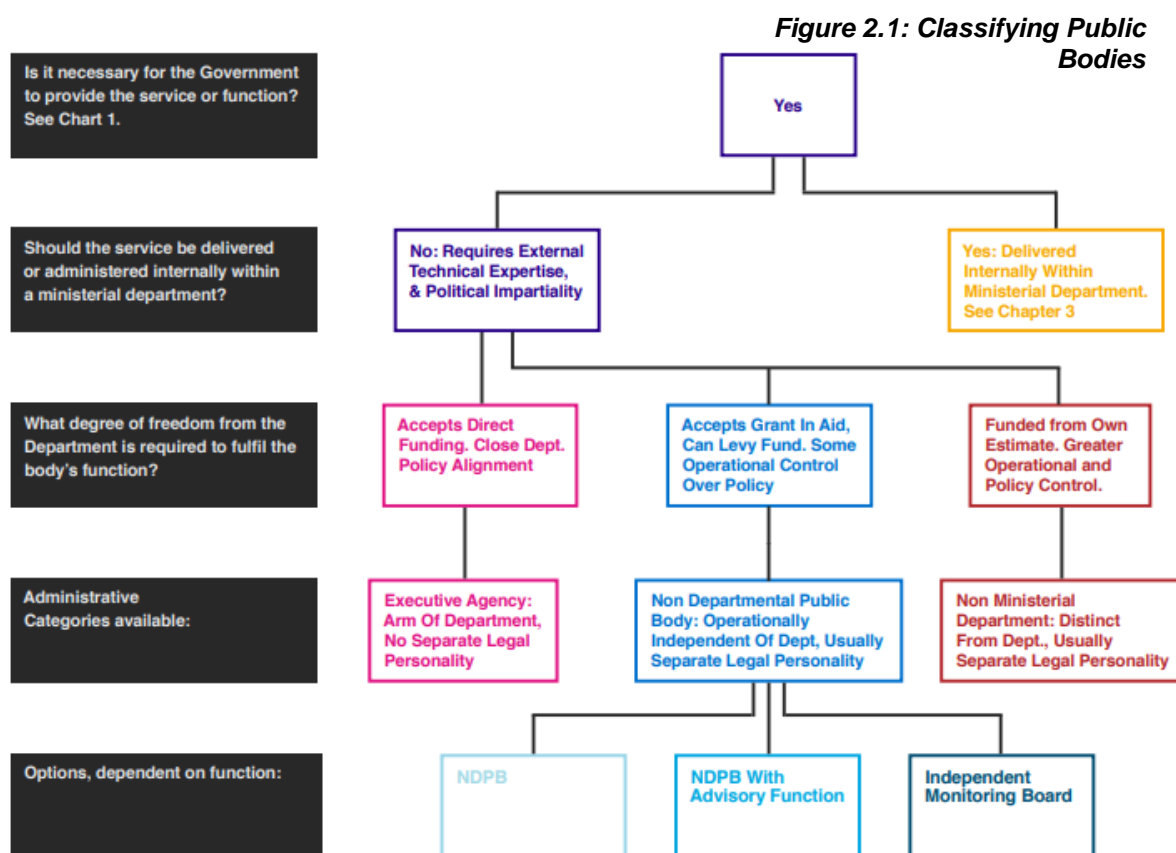 Figure 2.1: Classifying Public
Bodies
Is it necessary for the Government
to provide the service or function?
See Chart 1.
Yes
Should the service be delivered
or administered internally within
a ministerial department?
No: Requires External
Technical Expertise,
& Political Impartiality
Yes: Delivered
Internally Within
Ministerial Department.
See Chapter 3
What degree of freedom from the
Department is required to fulfil the
body's function?
Accepts Direct
Funding. Close Dept.
Policy Alignment
Accepts Grant In Aid,
Can Levy Fund. Some
Operational Control
Over Policy
Funded from Own
Estimate. Greater
Operational and
Policy Control.
Administrative
Categories available:
Executive Agency:
Arm Of Department,
No Separate Legal
Personality
Non Departmental Public
Body: Operationally
Independent Of Dept, Usually
Separate Legal Personality
Non Ministerial
Department: Distinct
From Dept., Usually
Separate Legal Personality
Options, dependent on function:
NDPB
NDPB With
Advisory Function
Independent
Monitoring Board